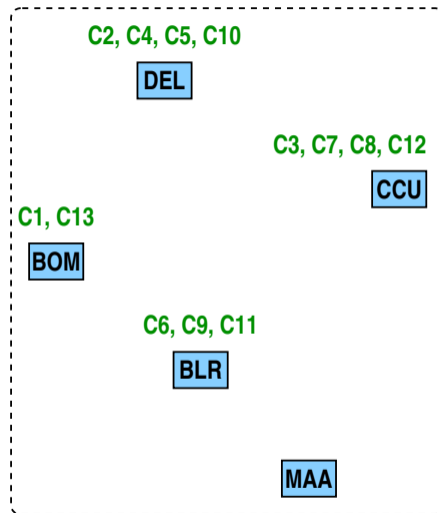 C2, C4, C5, C10
DEL
C3, C7, C8, C12
CCU
C1, C13
BOM
C6, C9, C11
BLR
MAA